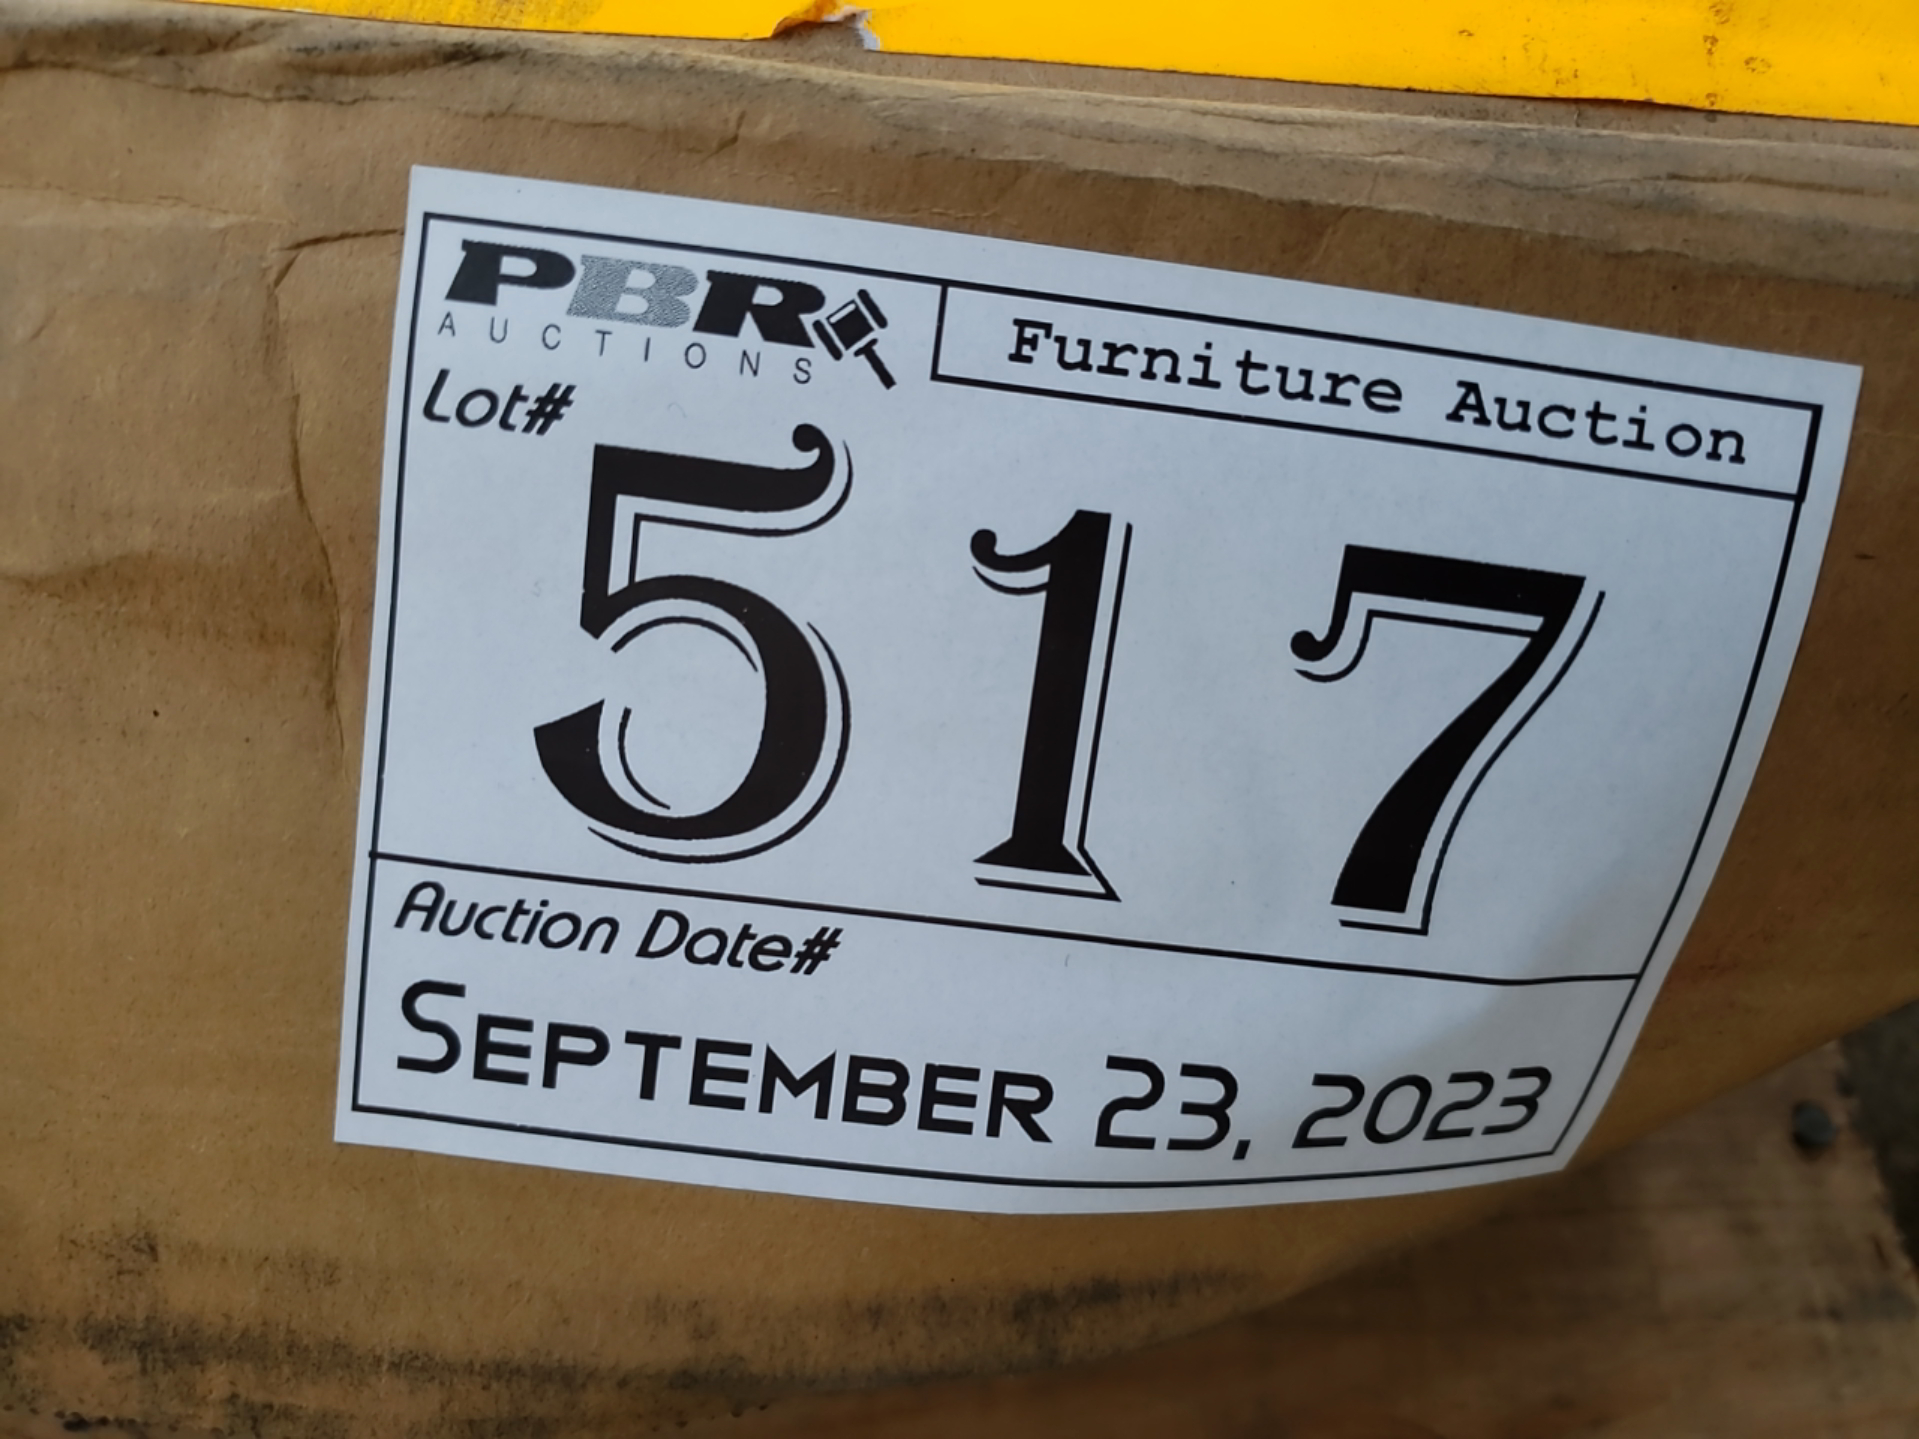 PBR
AUCTIONS
Furniture Auction
Lot#
517
Auction Date#
SEPTEMBER 23, 2023